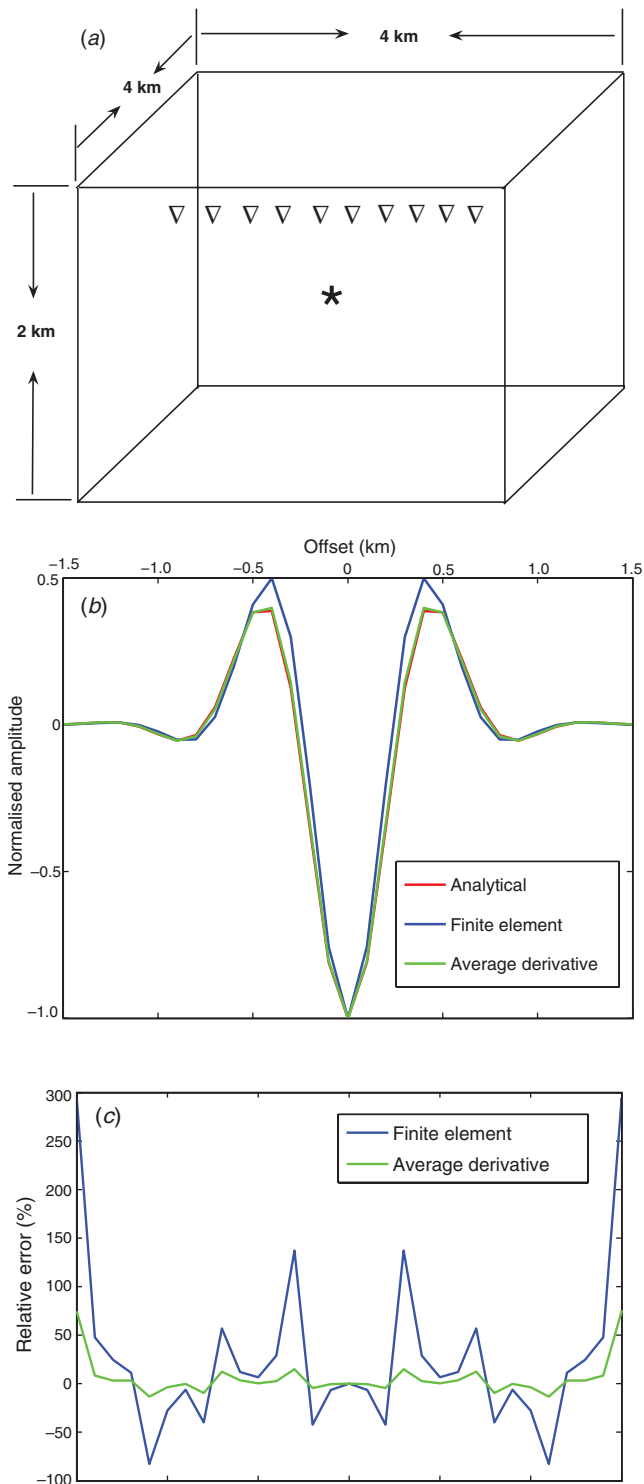 (a)
4 km
4 km
2 km
*
Offset (km)
−1.5 −1.0 −0.5 0 0.5 1.0 1.5
(b)
0.5
0
−0.5
−1.0
Normalised amplitude
Analytical
Finite element
Average derivative
(c)
300
250
200
150
100
50
0
−50
−100
Relative error (%)
Finite element
Average derivative